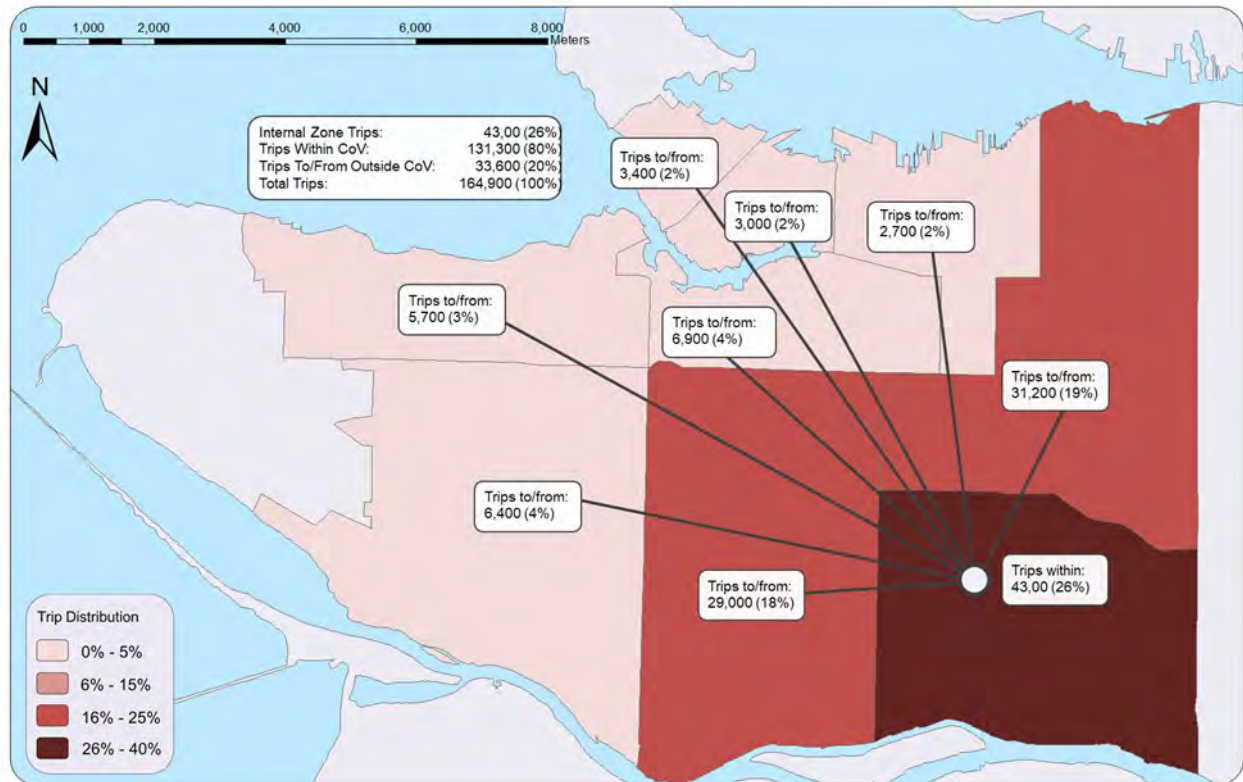 0 1,000 2,000 4,000 6,000 8,000
Meters
N
Internal Zone Trips: 43,00 (26%)
Trips Within CoV: 131,300 (80%)
Trips To/From Outside CoV: 33,600 (20%)
Total Trips: 164,900 (100%)
Trips to/from:
3,400 (2%)
Trips to/from:
3,000 (2%)
Trips to/from:
2,700 (2%)
Trips to/from:
5,700 (3%)
Trips to/from:
6,900 (4%)
Trips to/from:
31,200 (19%)
Trips to/from:
6,400 (4%)
Trips to/from:
29,000 (18%)
Trips within:
43,00 (26%)
Trip Distribution
0% - 5%
6% - 15%
16% - 25%
26% - 40%